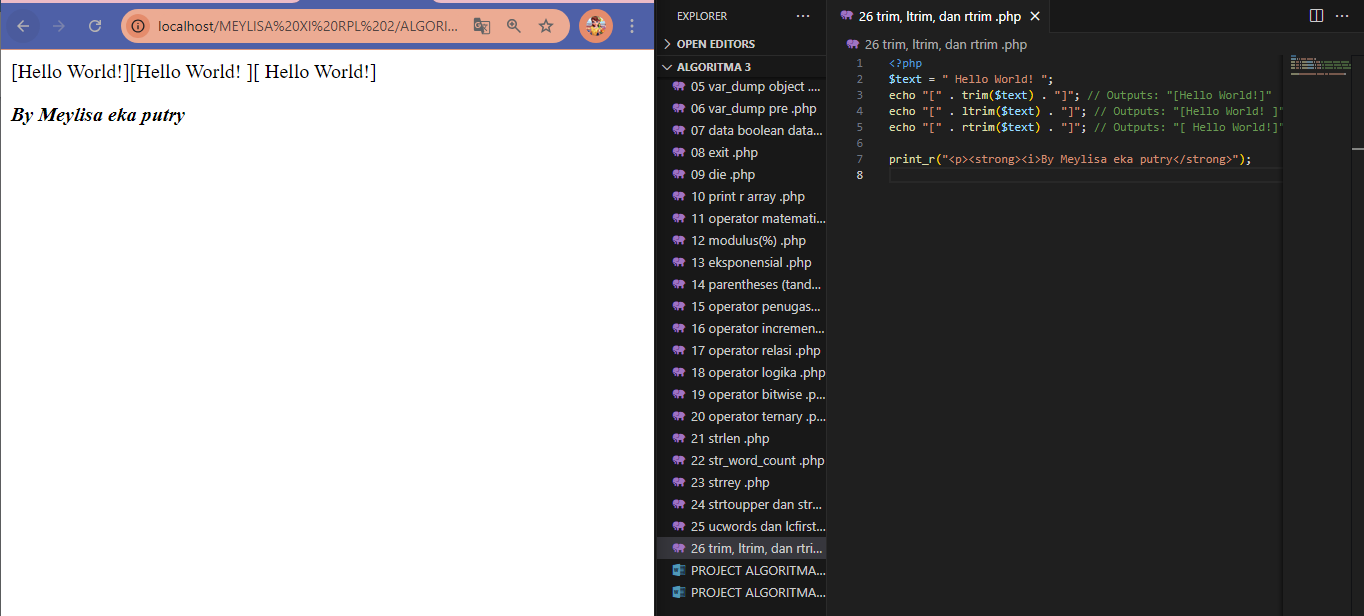 localhost/MEYLISA%20XI%20RPL%202/ALGORI...
[Hello World!][Hello World! ][ Hello World!]
By Meylisa eka putry
EXPLORER
OPEN EDITORS
ALGORITMA 3
05 var_dump object ....
06 var_dump pre .php
07 data boolean data...
08 exit .php
09 die .php
10 print r array .php
11 operator matemati...
12 modulus(%) .php
13 eksponensial .php
14 parentheses (tand...
15 operator penugas...
16 operator incremen...
17 operator relasi .php
18 operator logika .php
19 operator bitwise .p...
20 operator ternary .p...
21 strlen .php
22 str_word_count .php
23 strrey .php
24 strtoupper dan str...
25 ucwords dan lcfirst...
26 trim, ltrim, dan rtri...
PROJECT ALGORITMA...
PROJECT ALGORITMA...
26 trim, ltrim, dan rtrim .php
26 trim, ltrim, dan rtrim .php
1 <?php
2 $text = " Hello World! ";
3 echo "[" . trim($text) . "]"; // Outputs: "[Hello World!]"
4 echo "[" . ltrim($text) . "]"; // Outputs: "[Hello World! ]"
5 echo "[" . rtrim($text) . "]"; // Outputs: "[ Hello World!]"
6
7 print_r("<p><strong><i>By Meylisa eka putry</strong>");
8